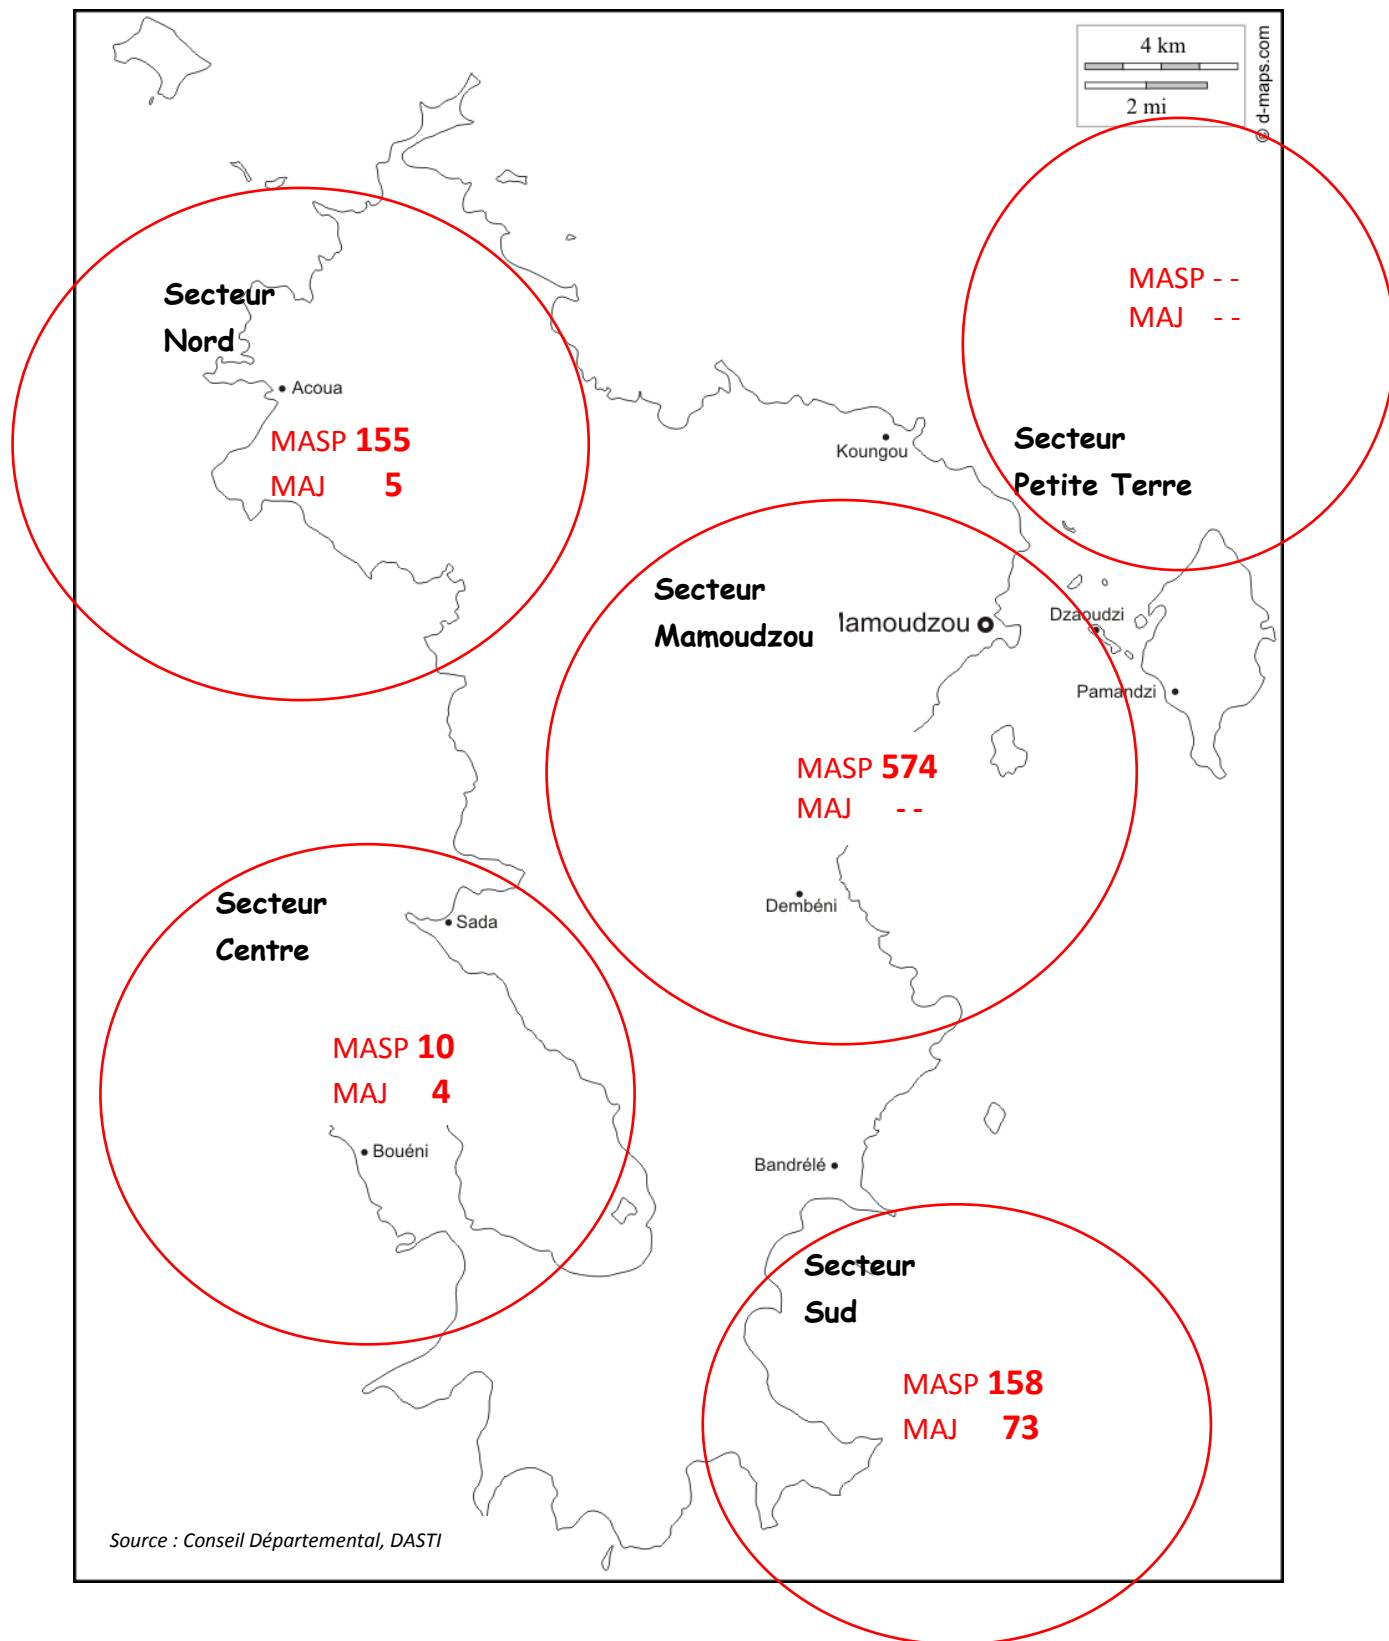 4 km
2 mi
© d-maps.com
MASP - -
MAJ - -
Secteur
Nord
Acoua
MASP 155
MAJ 5
Koungou
Secteur
Petite Terre
Secteur
Mamoudzou
lamoudzou
Dzaoudzi
Pamandzi
MASP 574
MAJ - -
Dembéni
Secteur
Centre
Sada
MASP 10
MAJ 4
Bouéni
Bandrélé
Secteur
Sud
MASP 158
MAJ 73
Source : Conseil Départemental, DASTI